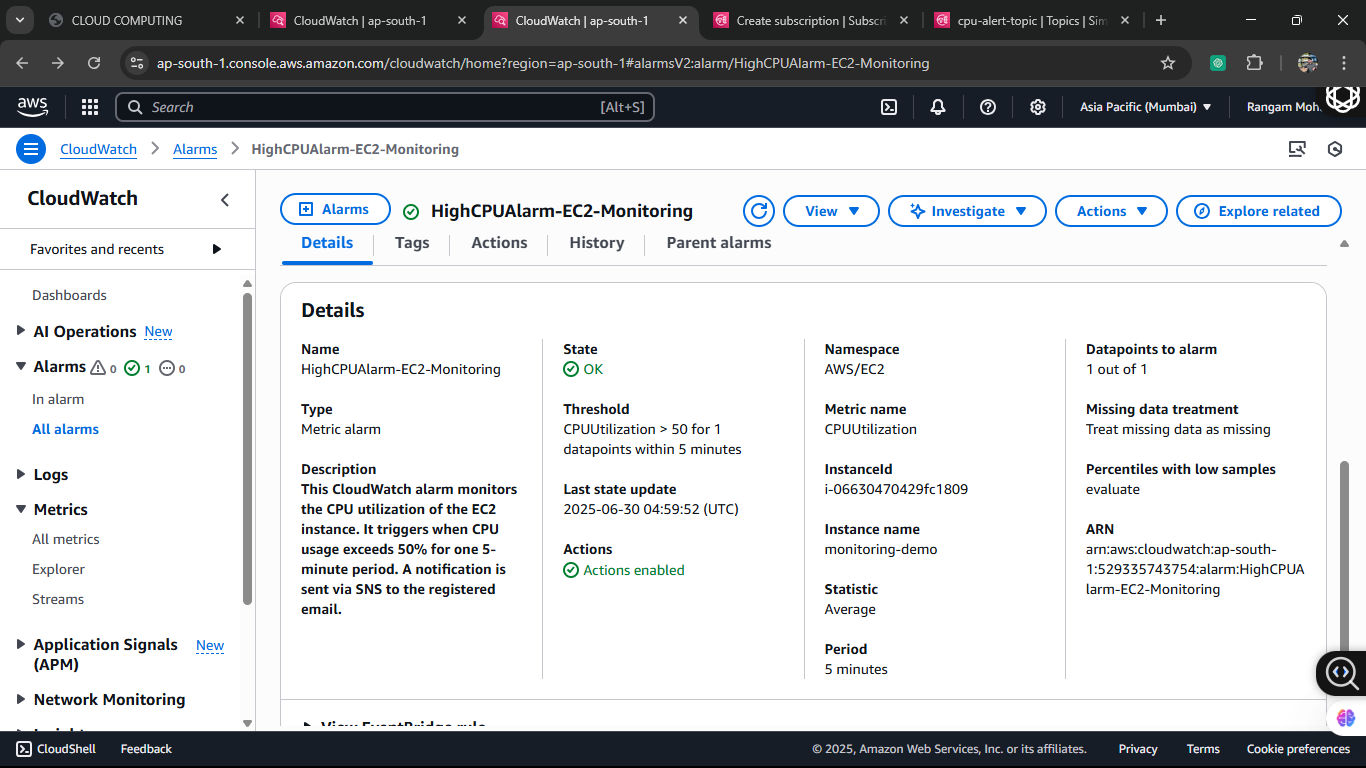 CLOUD COMPUTING
CloudWatch | ap-south-1
CloudWatch | ap-south-1
Create subscription | Subscri
cpu-alert-topic | Topics | Sim
ap-south-1.console.aws.amazon.com/cloudwatch/home?region=ap-south-1#alarmsV2:alarm/HighCPUAlarm-EC2-Monitoring
aws
Search
[Alt+S]
Asia Pacific (Mumbai)
Rangam Moh
CloudWatch
Alarms
HighCPUAlarm-EC2-Monitoring
CloudWatch
Favorites and recents
Dashboards
AI Operations New
Alarms 0 1 0
In alarm
All alarms
Logs
Metrics
All metrics
Explorer
Streams
Application Signals New
(APM)
Network Monitoring
Alarms
HighCPUAlarm-EC2-Monitoring
View
Investigate
Actions
Explore related
Details
Tags
Actions
History
Parent alarms
Details
Name
HighCPUAlarm-EC2-Monitoring
Type
Metric alarm
Description
This CloudWatch alarm monitors
the CPU utilization of the EC2
instance. It triggers when CPU
usage exceeds 50% for one 5-
minute period. A notification is
sent via SNS to the registered
email.
State
OK
Threshold
CPUUtilization > 50 for 1
datapoints within 5 minutes
Last state update
2025-06-30 04:59:52 (UTC)
Actions
Actions enabled
Namespace
AWS/EC2
Metric name
CPUUtilization
InstanceId
i-06630470429fc1809
Instance name
monitoring-demo
Statistic
Average
Period
5 minutes
Datapoints to alarm
1 out of 1
Missing data treatment
Treat missing data as missing
Percentiles with low samples
evaluate
ARN
arn:aws:cloudwatch:ap-south-
1:529335743754:alarm:HighCPUA
larm-EC2-Monitoring
View EventBridge rule
CloudShell
Feedback
© 2025, Amazon Web Services, Inc. or its affiliates.
Privacy
Terms
Cookie preferences